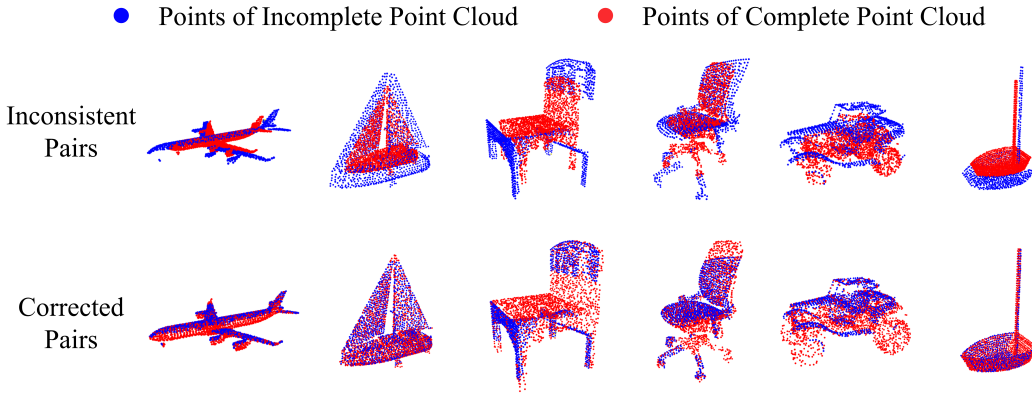 Points of Incomplete Point Cloud
Points of Complete Point Cloud
Inconsistent
Pairs
Corrected
Pairs